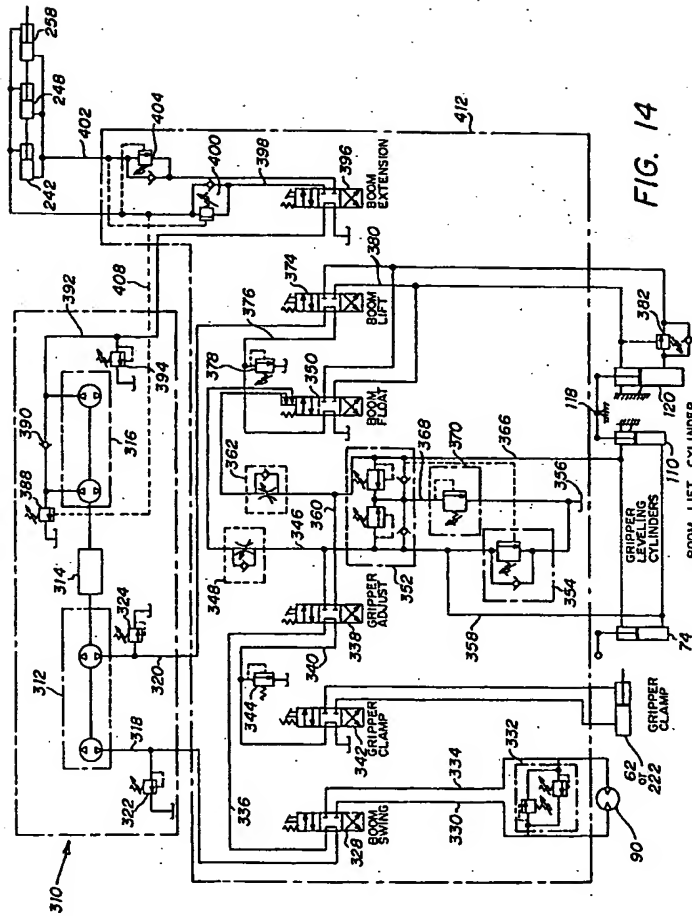 258
248
242
402
404
400
398
396
BOOM
EXTENSION
412
FIG. 14
408
392
394
390
388
316
314
312
324
320
318
322
310
374
380
376
BOOM
LIFT
378
350
BOOM
FLOAT
382
362
368
370
366
360
356
346
348
352
354
358
GRIPPER
ADJUST
338
340
344
GRIPPER
CLAMP
342
336
334
332
330
BOOM
SWING
328
118
120
110
GRIPPER
LEVELING
CYLINDERS
BOOM LIFT CYLINDER
74
GRIPPER
CLAMP
62
or
222
90